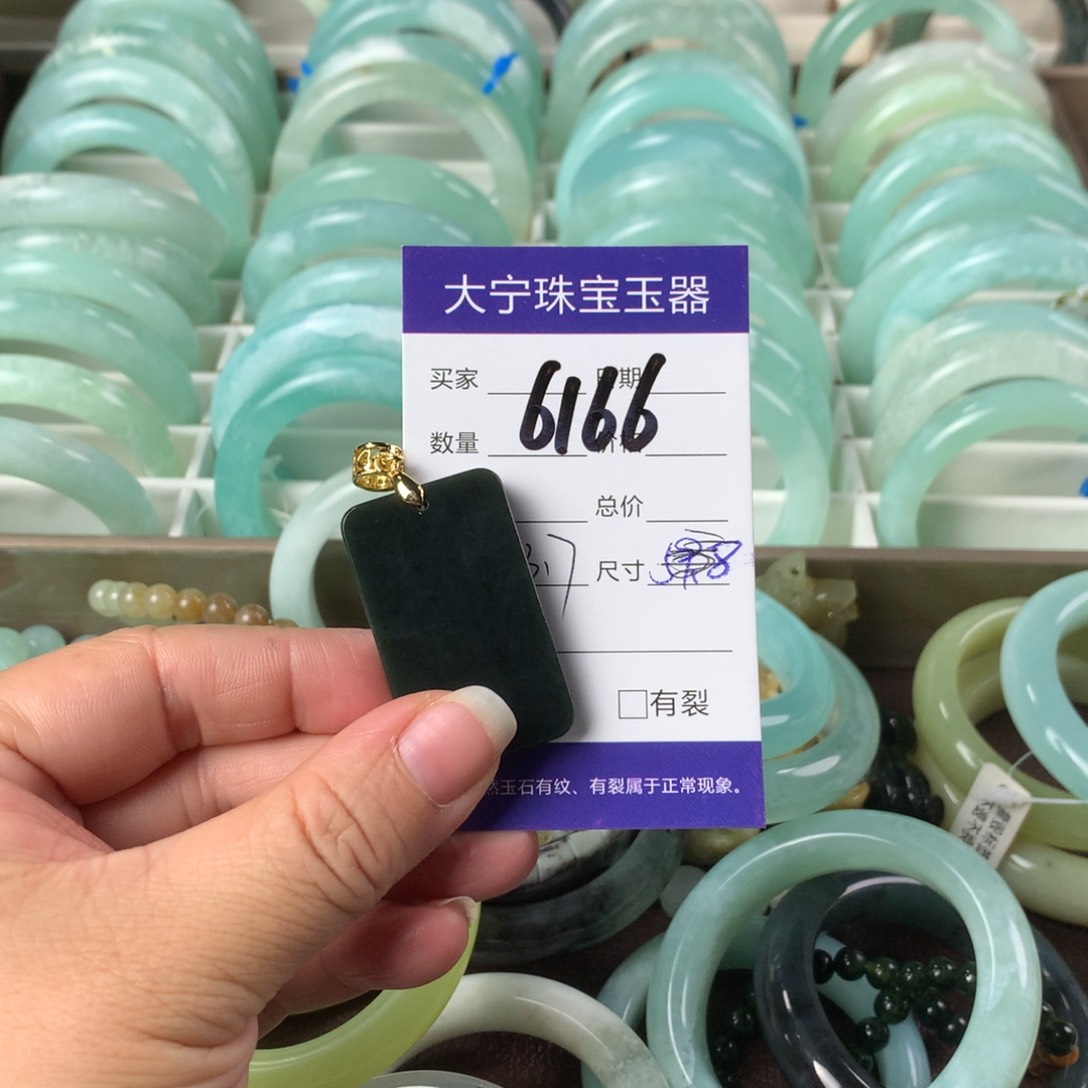 大宁珠宝玉器
买家 日期
6166
数量 价格
总价
37 尺寸
□有裂
然玉石有纹、有裂属于正常现象。